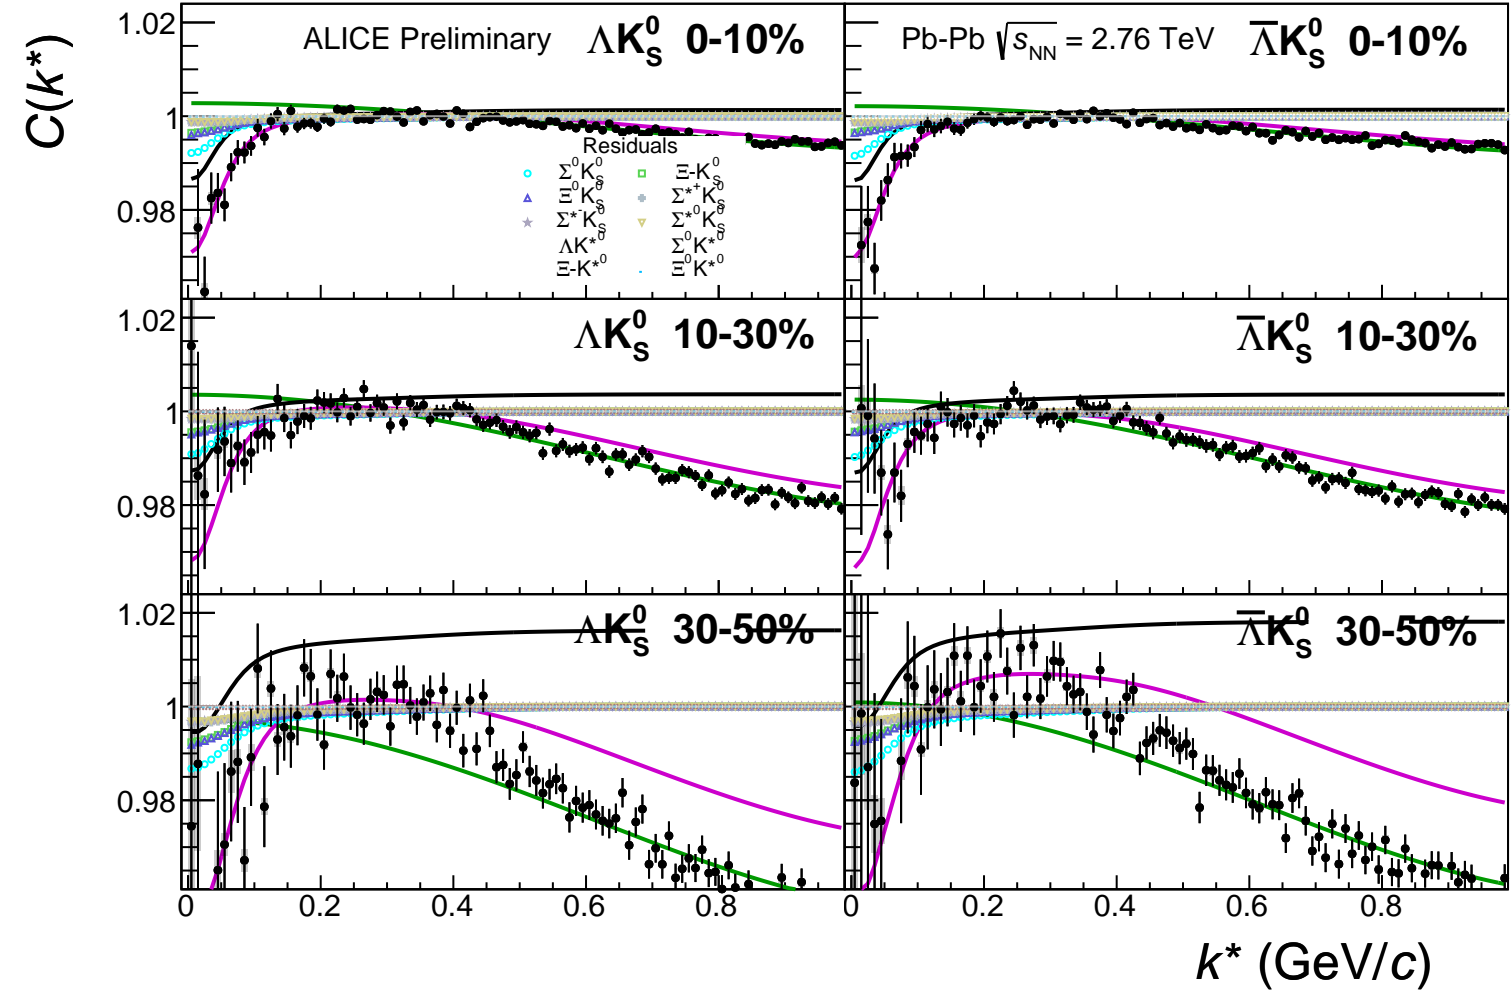 C(k*)
1.02
1
0.98
ALICE Preliminary ΛK⁰S 0-10%
Pb-Pb √sNN = 2.76 TeV Λ̅K⁰S 0-10%
Residuals
Σ⁰K⁰S Ξ-K⁰S
Ξ⁰K⁰S Σ*⁺K⁰S
Σ*⁻K⁰S Σ*⁰K⁰S
ΛK*⁰ Σ⁰K*⁰
Ξ-K*⁰ Ξ⁰K*⁰
1.02
1
0.98
ΛK⁰S 10-30%
Λ̅K⁰S 10-30%
1.02
1
0.98
ΛK⁰S 30-50%
Λ̅K⁰S 30-50%
0 0.2 0.4 0.6 0.8 0 0.2 0.4 0.6 0.8
k* (GeV/c)